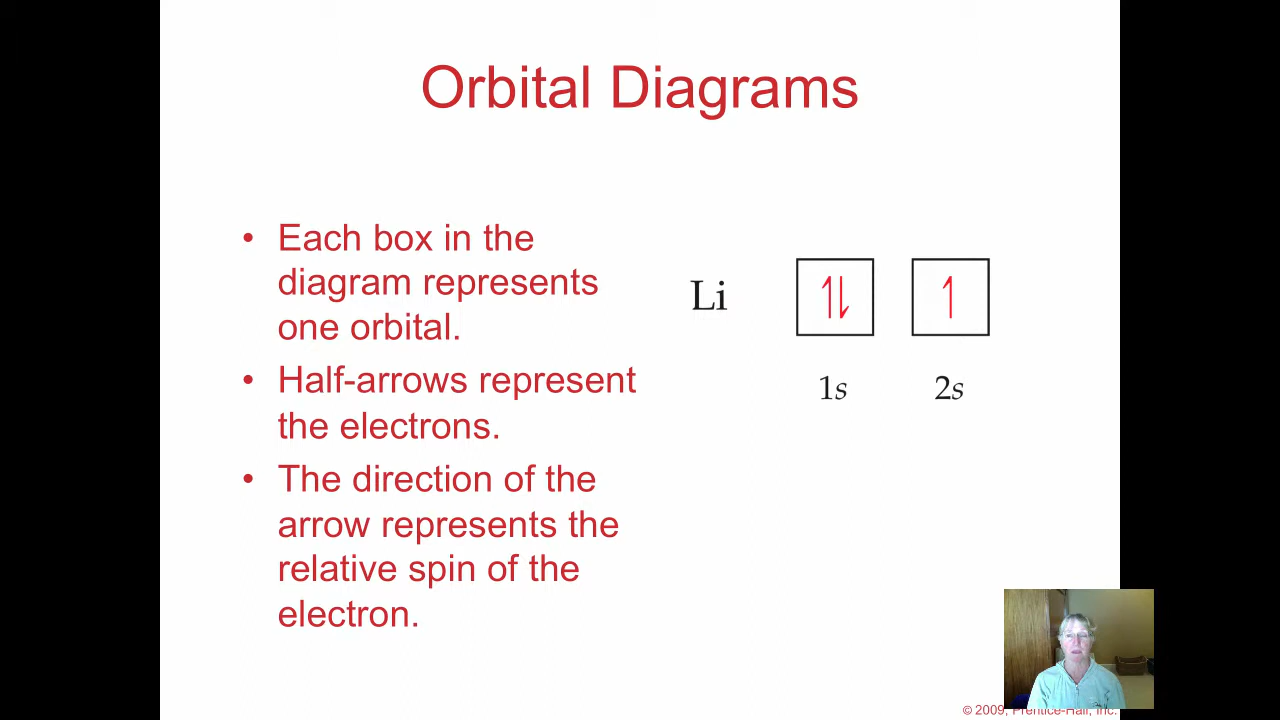 Orbital Diagrams
• Each box in the
diagram represents
one orbital.
• Half-arrows represent
the electrons.
• The direction of the
arrow represents the
relative spin of the
electron.
Li
1s 2s
© 2009, Prentice-Hall, Inc.